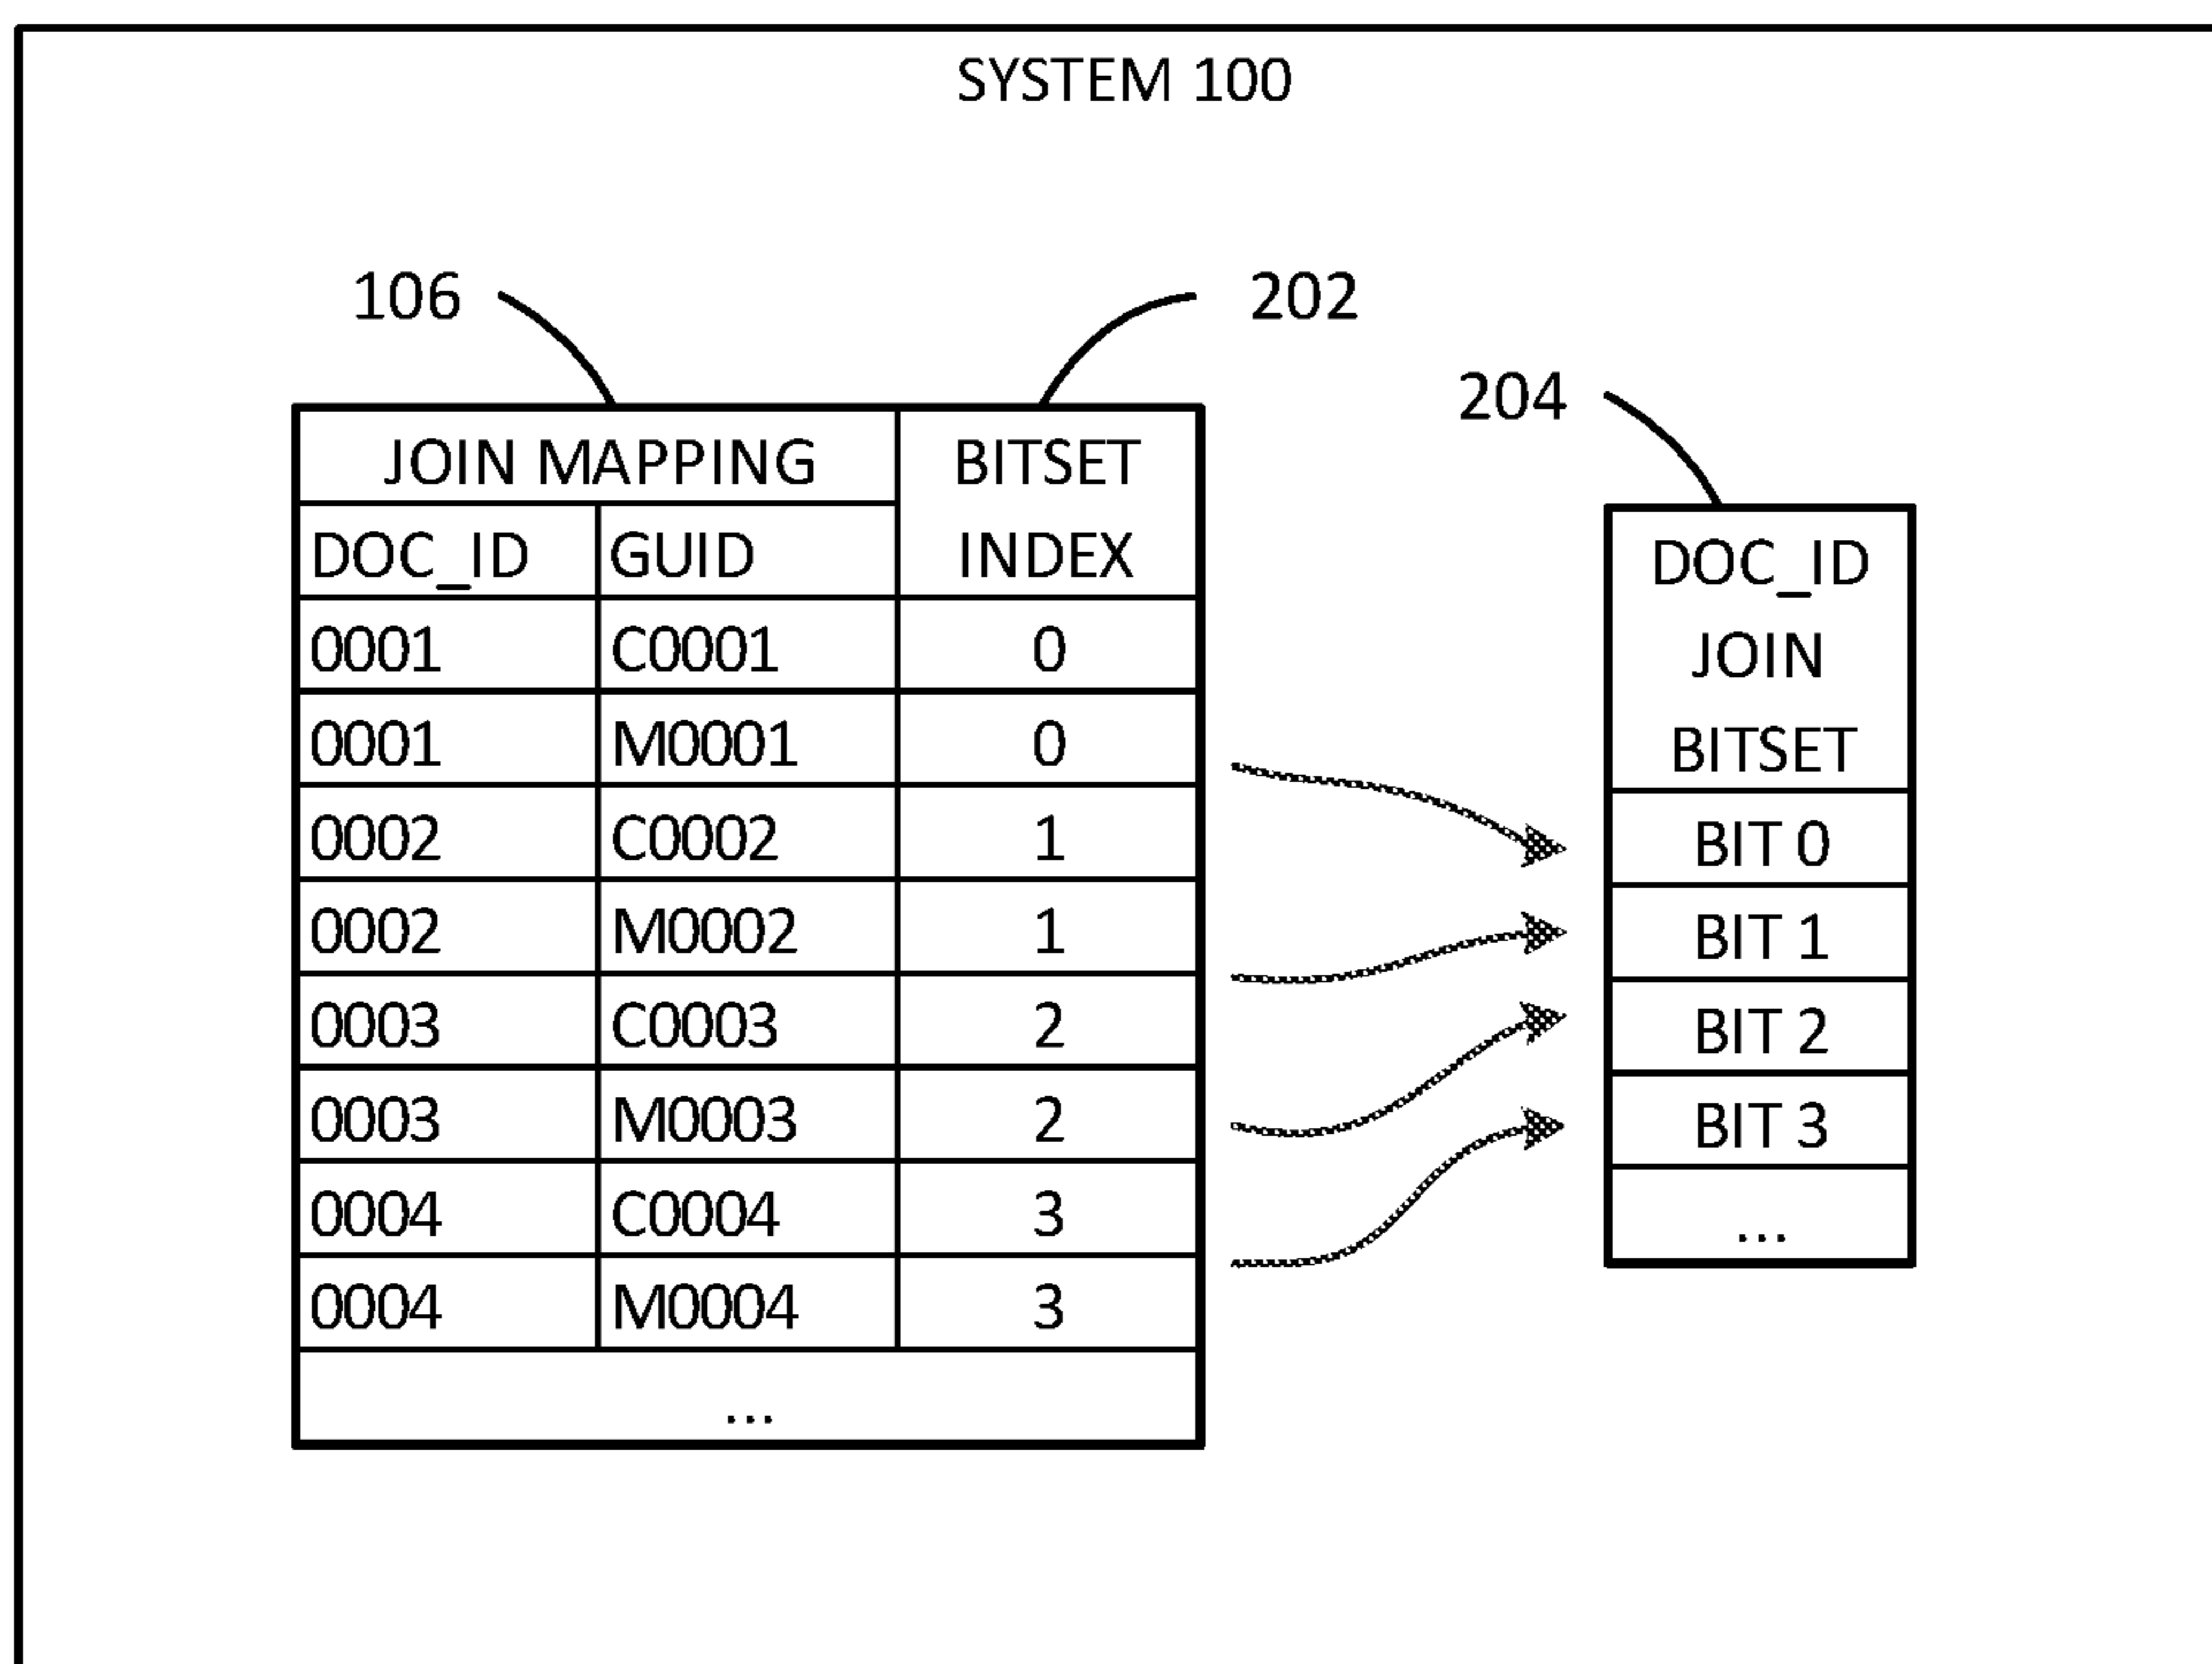 SYSTEM 100
106
202
204
JOIN MAPPING
BITSET
INDEX
DOC_ID GUID
0001 C0001 0
0001 M0001 0
0002 C0002 1
0002 M0002 1
0003 C0003 2
0003 M0003 2
0004 C0004 3
0004 M0004 3
...
DOC_ID
JOIN
BITSET
BIT 0
BIT 1
BIT 2
BIT 3
...